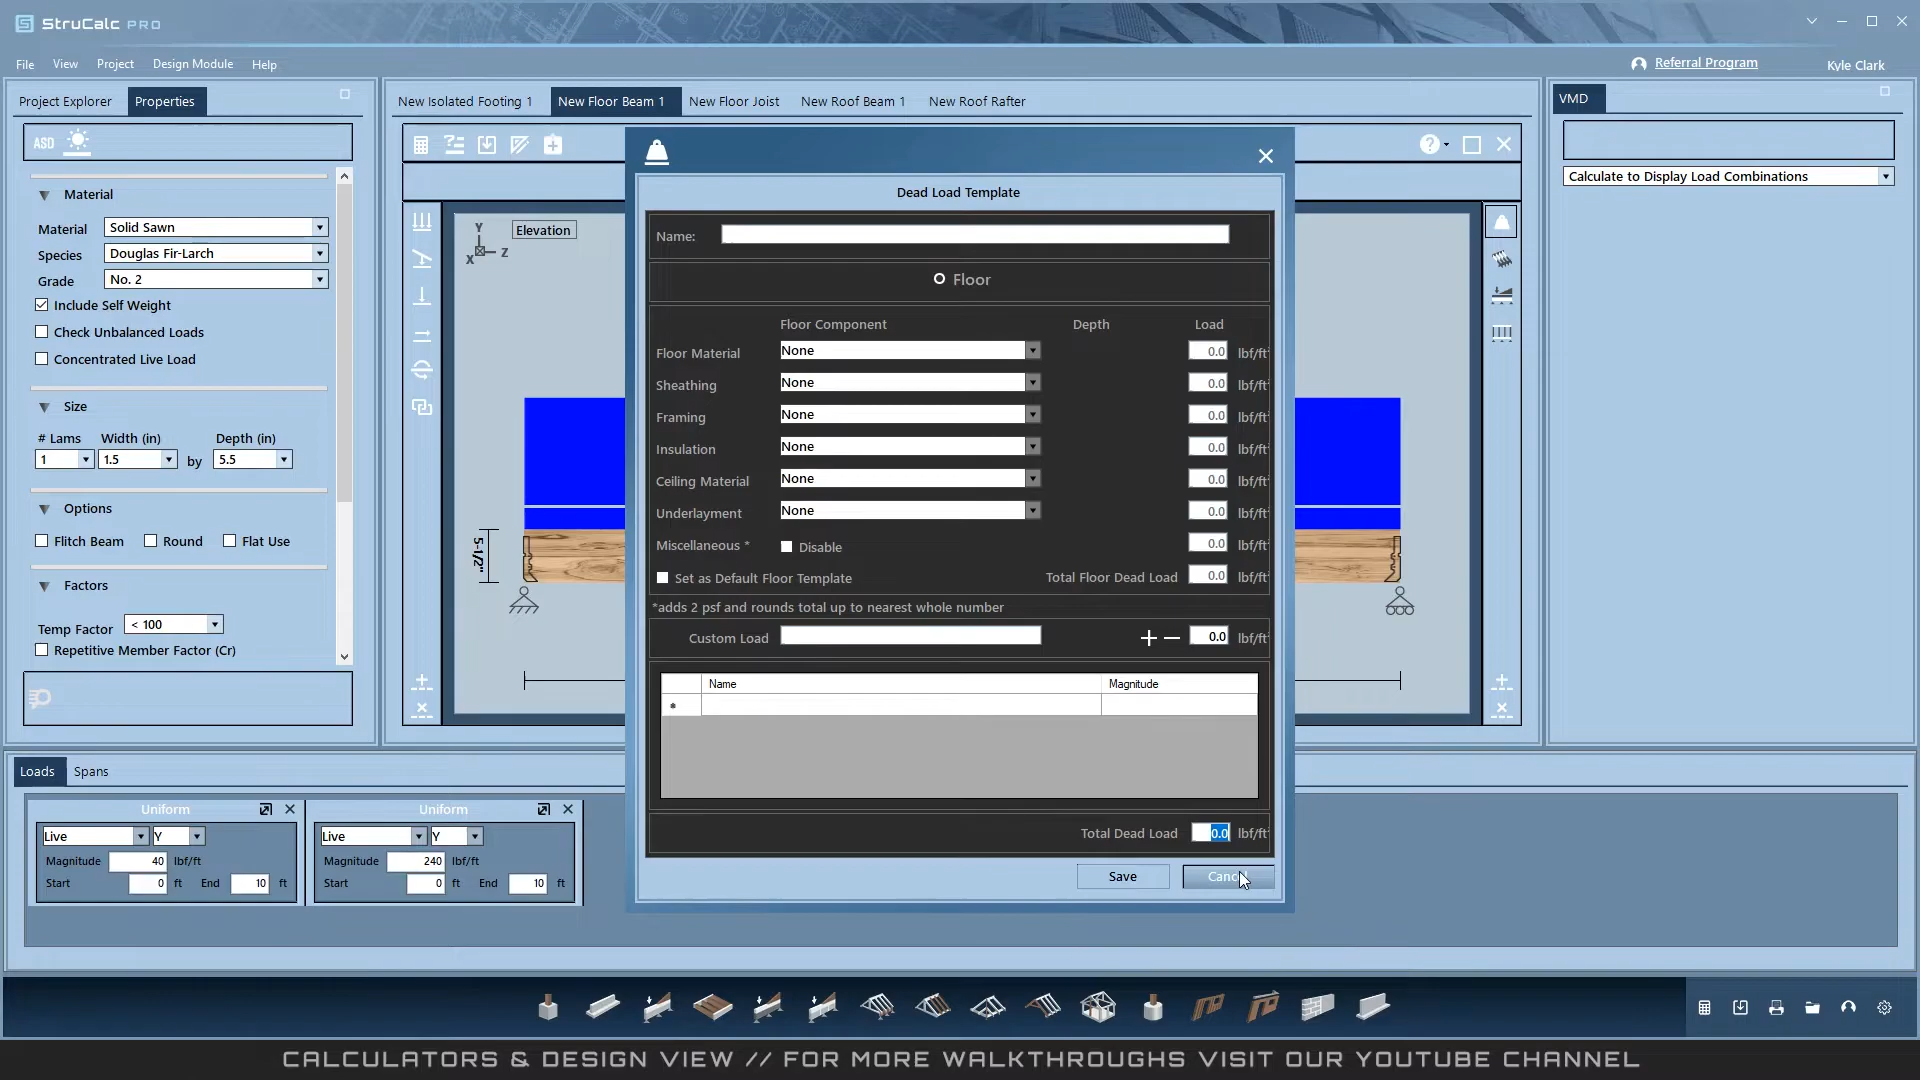 StruCalc PRO
File View Project Design Module Help
Referral Program
Kyle Clark
Project Explorer Properties
New Isolated Footing 1 New Floor Beam 1 New Floor Joist New Roof Beam 1 New Roof Rafter
VMD
ASD
Calculate to Display Load Combinations
Material
Material Solid Sawn
Species Douglas Fir-Larch
Grade No. 2
Include Self Weight
Check Unbalanced Loads
Concentrated Live Load
Size
# Lams Width (in) Depth (in)
1 1.5 by 5.5
Options
Flitch Beam Round Flat Use
Factors
Temp Factor < 100
Repetitive Member Factor (Cr)
Y
X Z
Elevation
5-1/2"
Dead Load Template
Name:
Floor
Floor Component Depth Load
Floor Material None 0.0 lbf/ft
Sheathing None 0.0 lbf/ft
Framing None 0.0 lbf/ft
Insulation None 0.0 lbf/ft
Ceiling Material None 0.0 lbf/ft
Underlayment None 0.0 lbf/ft
Miscellaneous * Disable 0.0 lbf/ft
Set as Default Floor Template Total Floor Dead Load 0.0 lbf/ft
*adds 2 psf and rounds total up to nearest whole number
Custom Load 0.0 lbf/ft
Name Magnitude
Total Dead Load 0.0 lbf/ft
Save Cancel
Loads Spans
Uniform Uniform
Live Y Live Y
Magnitude 40 lbf/ft Magnitude 240 lbf/ft
Start 0 ft End 10 ft Start 0 ft End 10 ft
CALCULATORS & DESIGN VIEW // FOR MORE WALKTHROUGHS VISIT OUR YOUTUBE CHANNEL